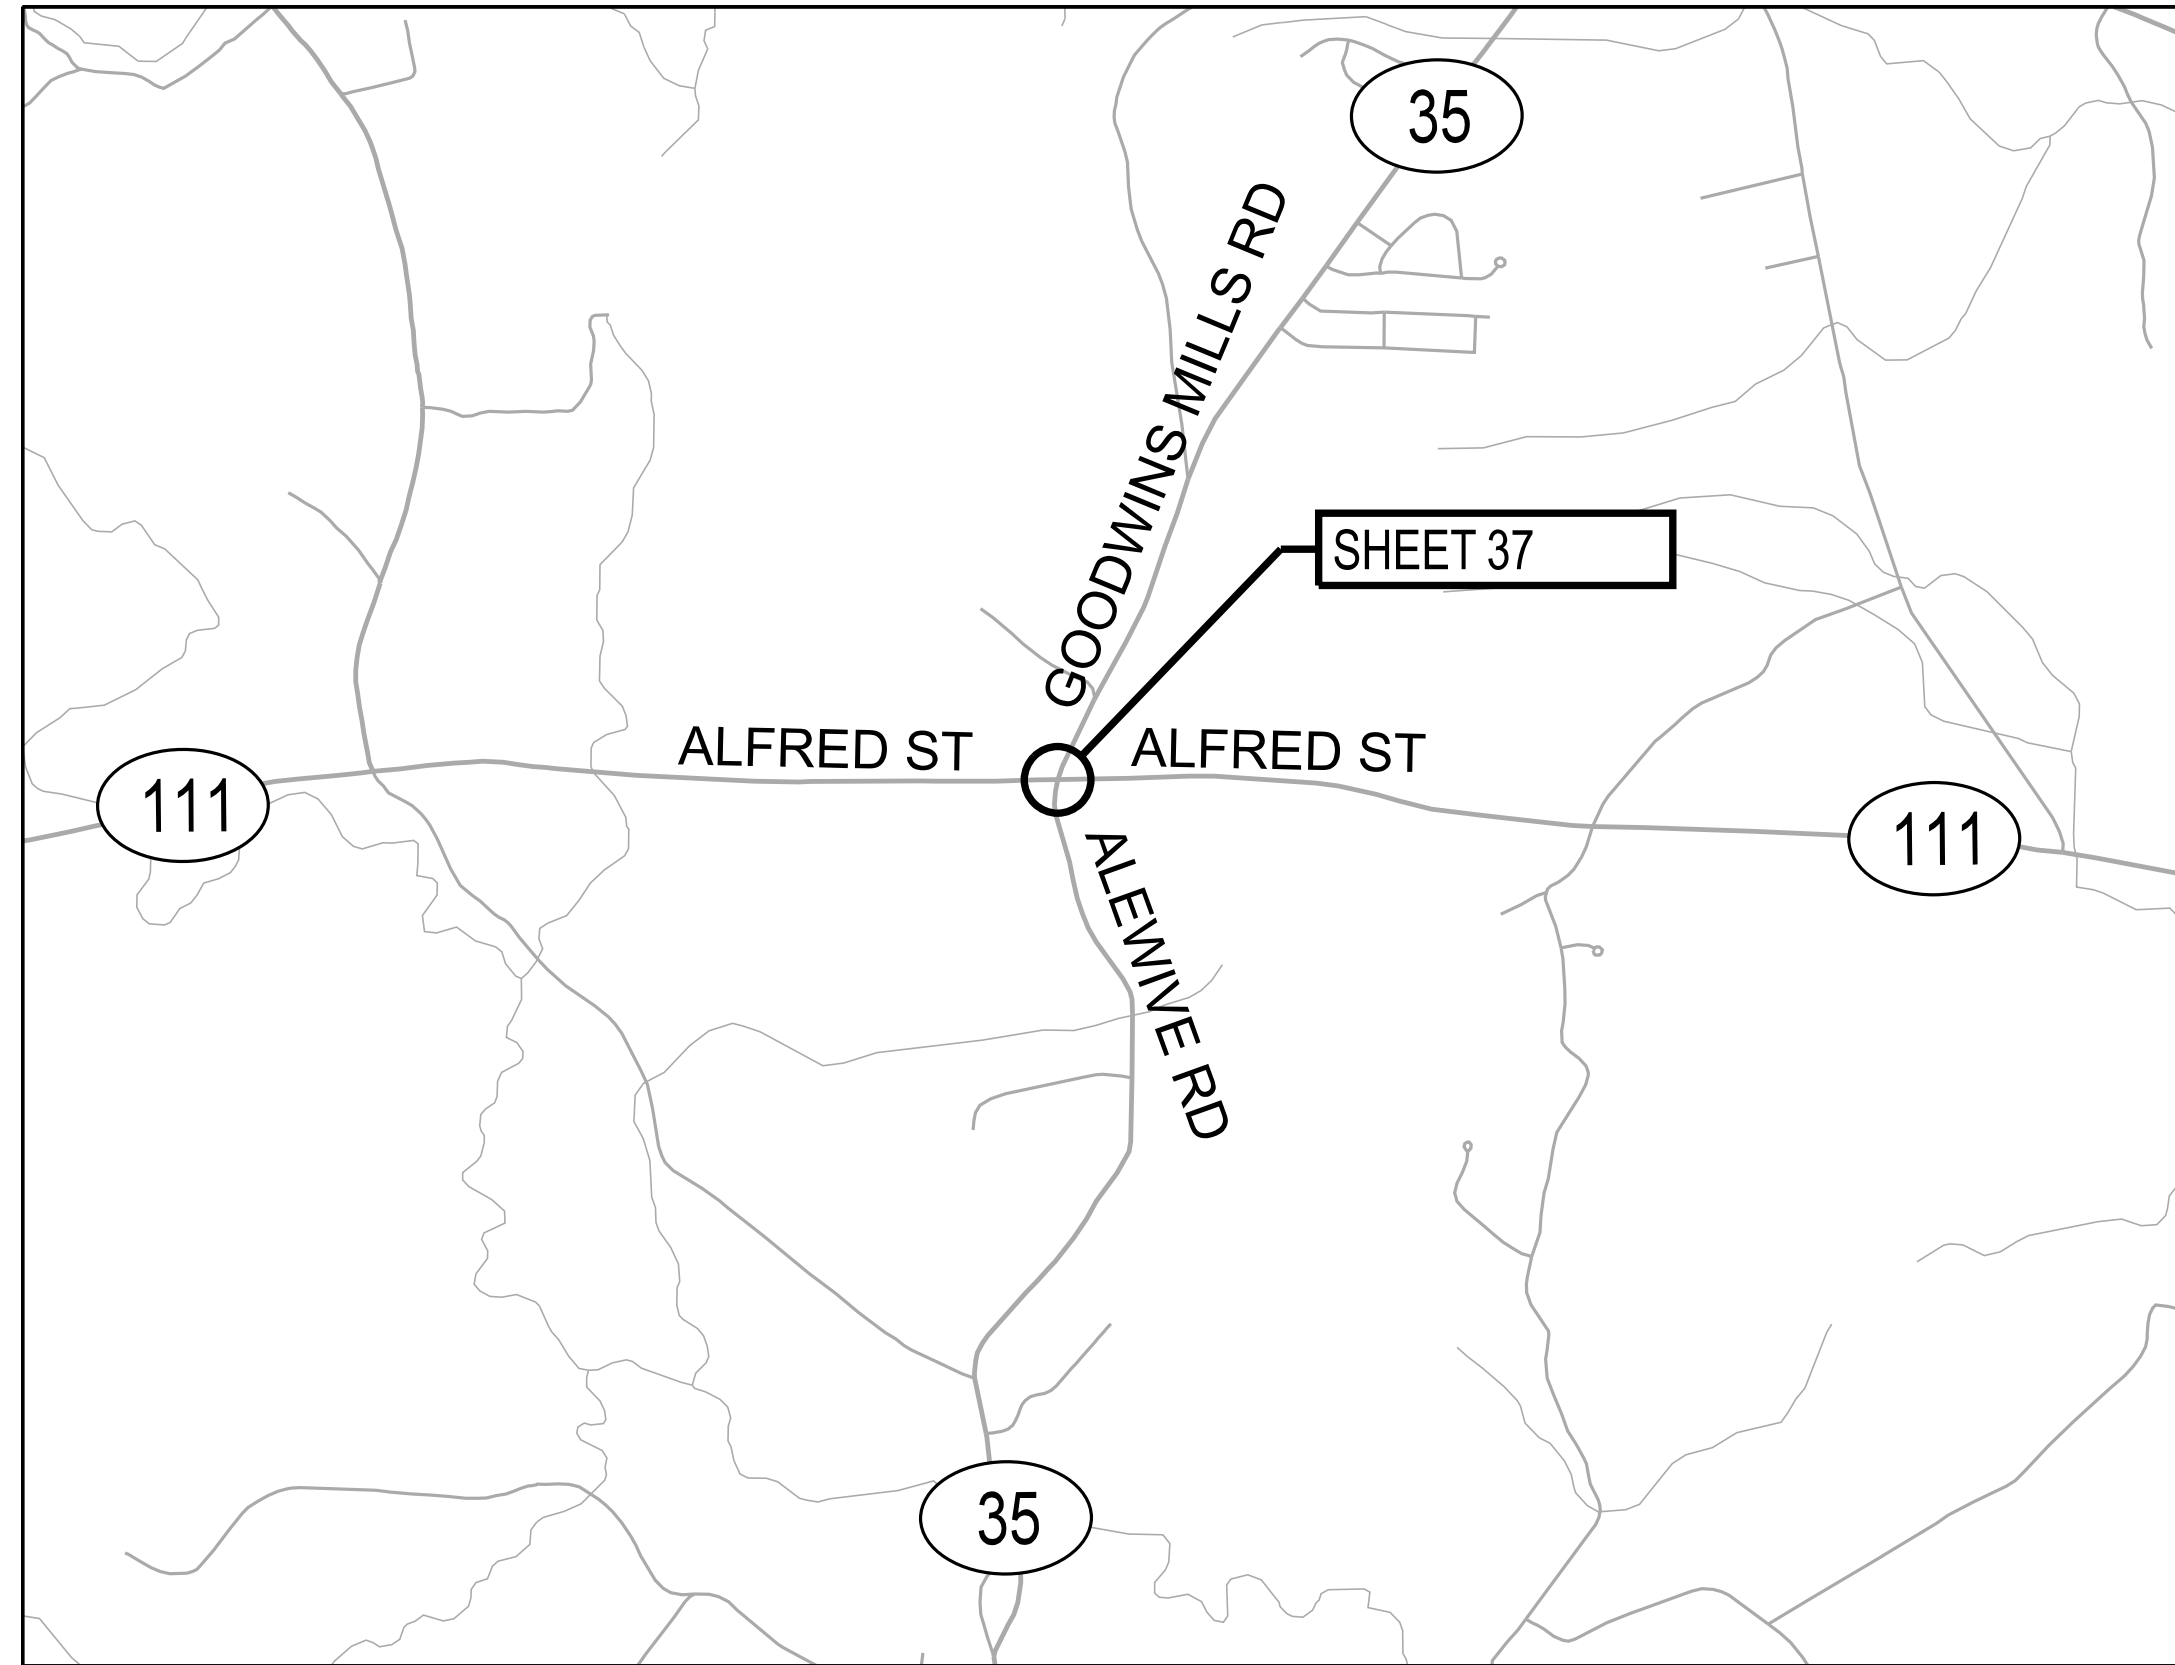 35
GOODWINS MILLS RD
SHEET 37
ALFRED ST
ALFRED ST
111
111
ALEWIVE RD
35